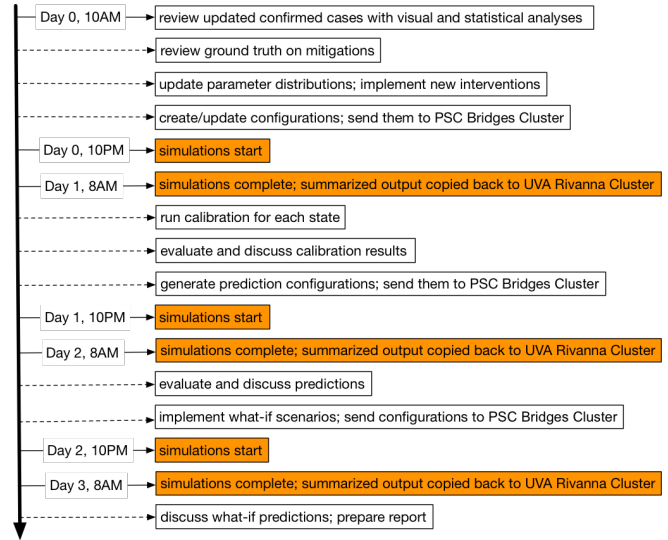 Day 0, 10AM review updated confirmed cases with visual and statistical analyses
review ground truth on mitigations
update parameter distributions; implement new interventions
create/update configurations; send them to PSC Bridges Cluster
Day 0, 10PM simulations start
Day 1, 8AM simulations complete; summarized output copied back to UVA Rivanna Cluster
run calibration for each state
evaluate and discuss calibration results
generate prediction configurations; send them to PSC Bridges Cluster
Day 1, 10PM simulations start
Day 2, 8AM simulations complete; summarized output copied back to UVA Rivanna Cluster
evaluate and discuss predictions
implement what-if scenarios; send configurations to PSC Bridges Cluster
Day 2, 10PM simulations start
Day 3, 8AM simulations complete; summarized output copied back to UVA Rivanna Cluster
discuss what-if predictions; prepare report